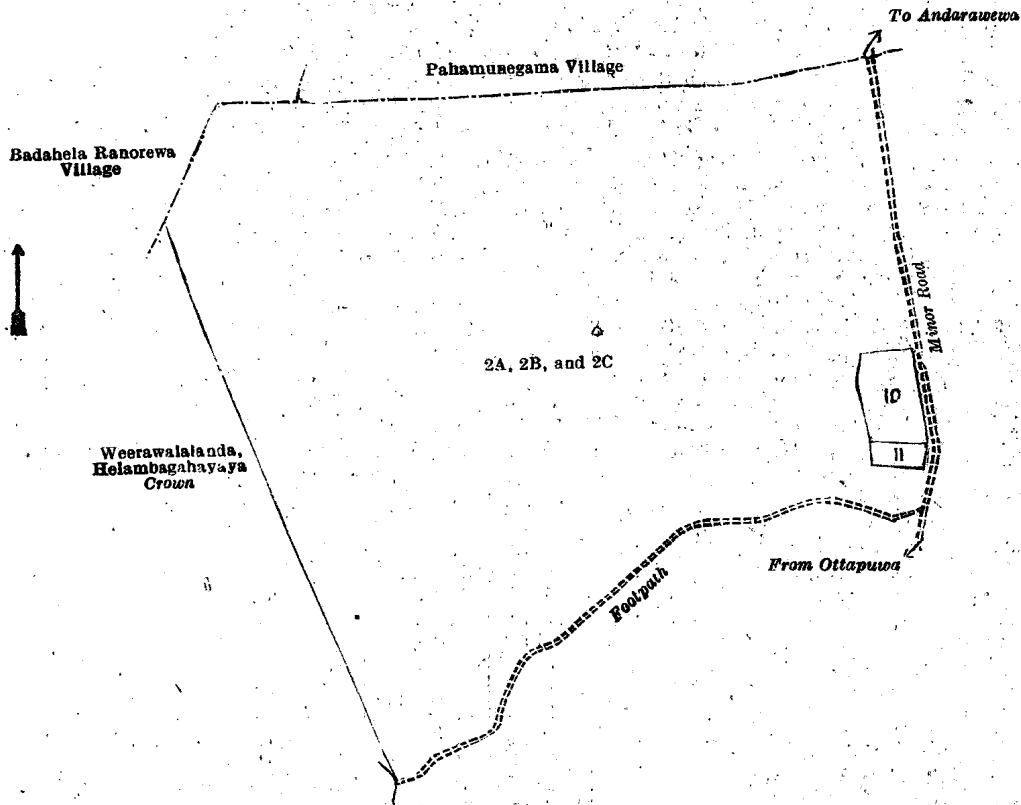 To Andarawewa
Pahamunegama Village
Badahela Ranorewa
Village
Minor Road
2A, 2B, and 2C
10
11
Weerawalalanda,
Helambagahayaya
Crown
From Ottapuwa
Footpath